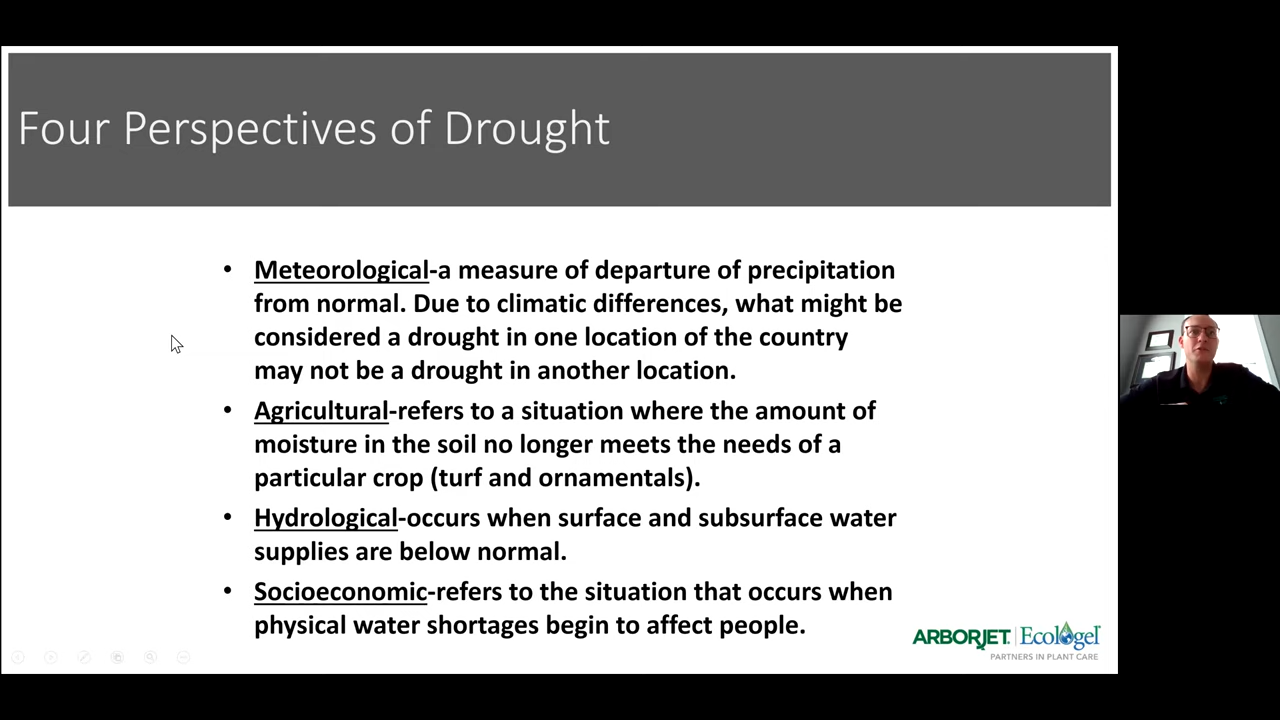 Four Perspectives of Drought
• Meteorological-a measure of departure of precipitation
from normal. Due to climatic differences, what might be
considered a drought in one location of the country
may not be a drought in another location.
• Agricultural-refers to a situation where the amount of
moisture in the soil no longer meets the needs of a
particular crop (turf and ornamentals).
• Hydrological-occurs when surface and subsurface water
supplies are below normal.
• Socioeconomic-refers to the situation that occurs when
physical water shortages begin to affect people.
ARBORJET | Ecologel
PARTNERS IN PLANT CARE